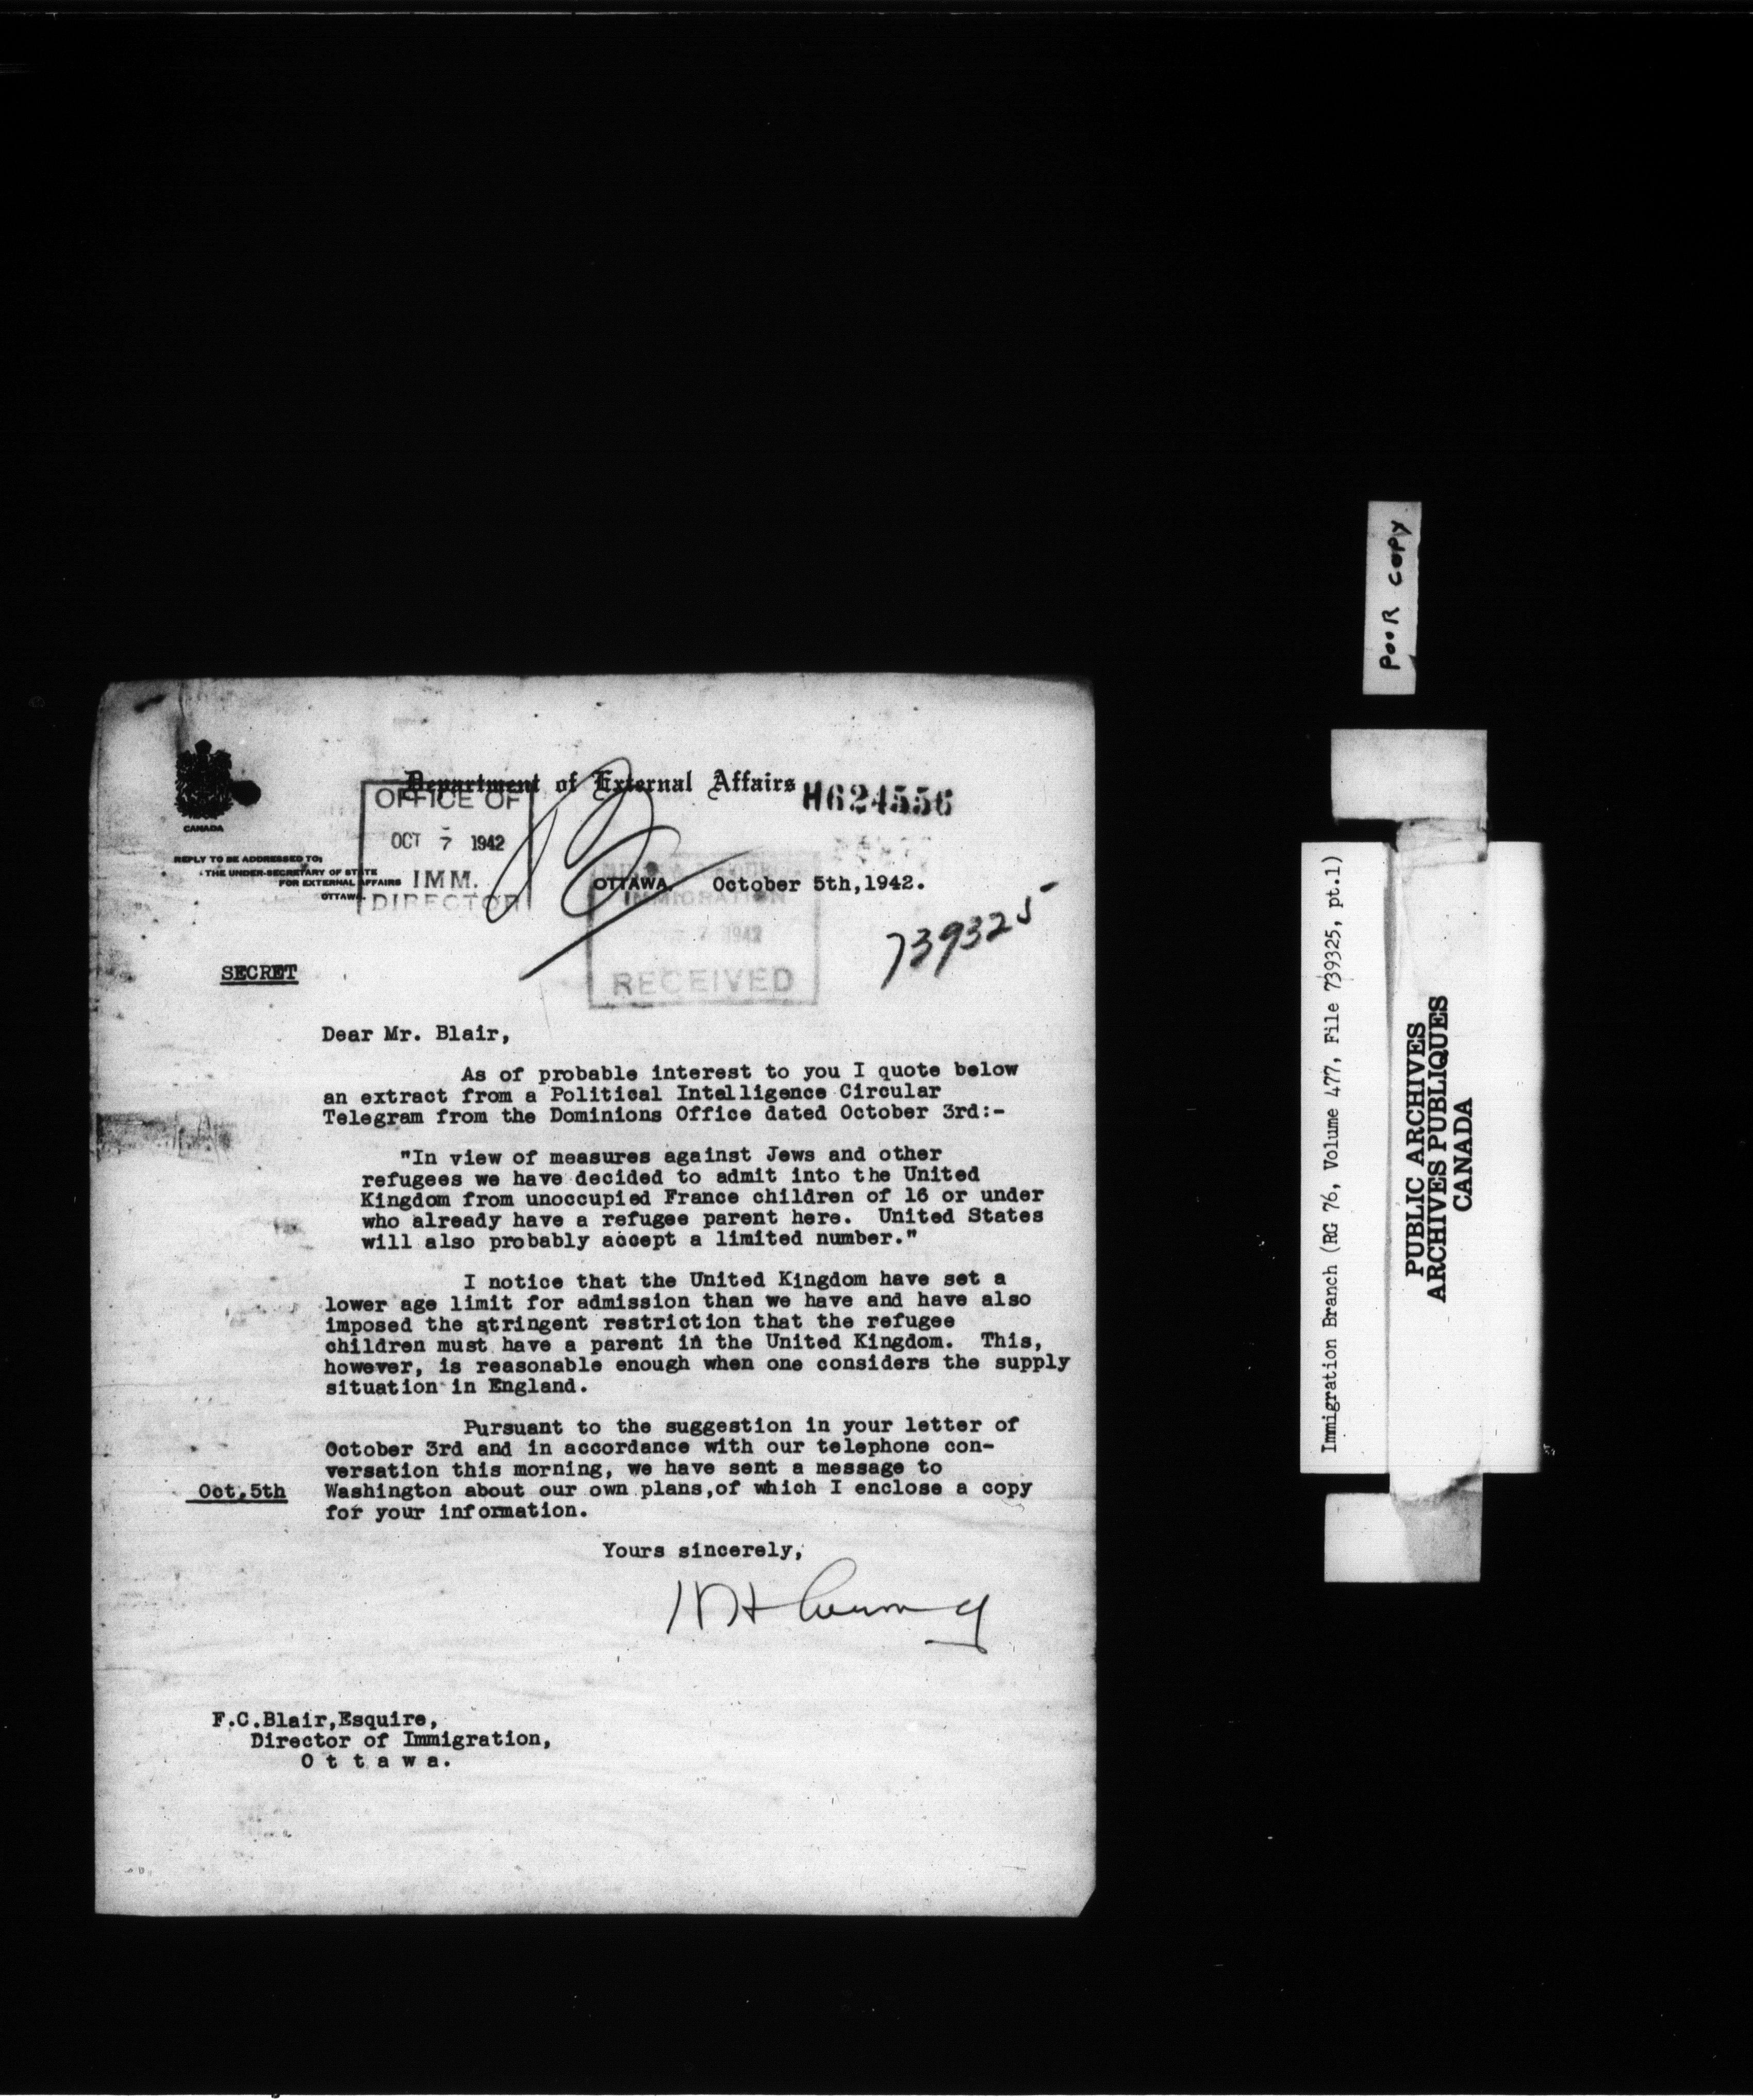 Department of External Affairs
H624556
OFFICE OF
OCT 7 1942
IMM.
DIRECTOR
CANADA
REPLY TO BE ADDRESSED TO:
THE UNDER-SECRETARY OF STATE
FOR EXTERNAL AFFAIRS
OTTAWA.
OTTAWA. October 5th,1942.
IMMIGRATION
7 1942
RECEIVED
739325
SECRET
Dear Mr. Blair,
As of probable interest to you I quote below
an extract from a Political Intelligence Circular
Telegram from the Dominions Office dated October 3rd:-
"In view of measures against Jews and other
refugees we have decided to admit into the United
Kingdom from unoccupied France children of 16 or under
who already have a refugee parent here. United States
will also probably accept a limited number."
I notice that the United Kingdom have set a
lower age limit for admission than we have and have also
imposed the stringent restriction that the refugee
children must have a parent in the United Kingdom. This,
however, is reasonable enough when one considers the supply
situation in England.
Pursuant to the suggestion in your letter of
October 3rd and in accordance with our telephone con-
versation this morning, we have sent a message to
Oct.5th Washington about our own plans,of which I enclose a copy
for your information.
Yours sincerely,
F.C.Blair,Esquire,
Director of Immigration,
O t t a w a.
POOR COPY
Immigration Branch (RG 76, Volume 477, File 739325, pt.1)
PUBLIC ARCHIVES
ARCHIVES PUBLIQUES
CANADA